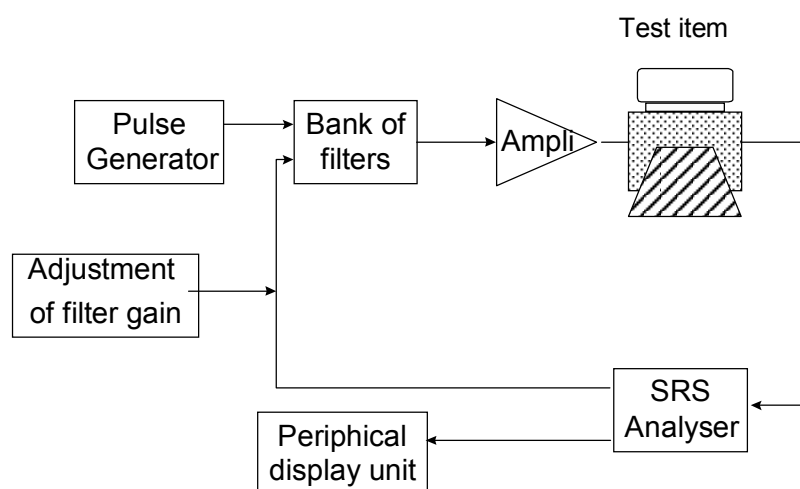 Test item
Pulse
Generator
Bank of
filters
Ampli
Adjustment
of filter gain
SRS
Analyser
Periphical
display unit